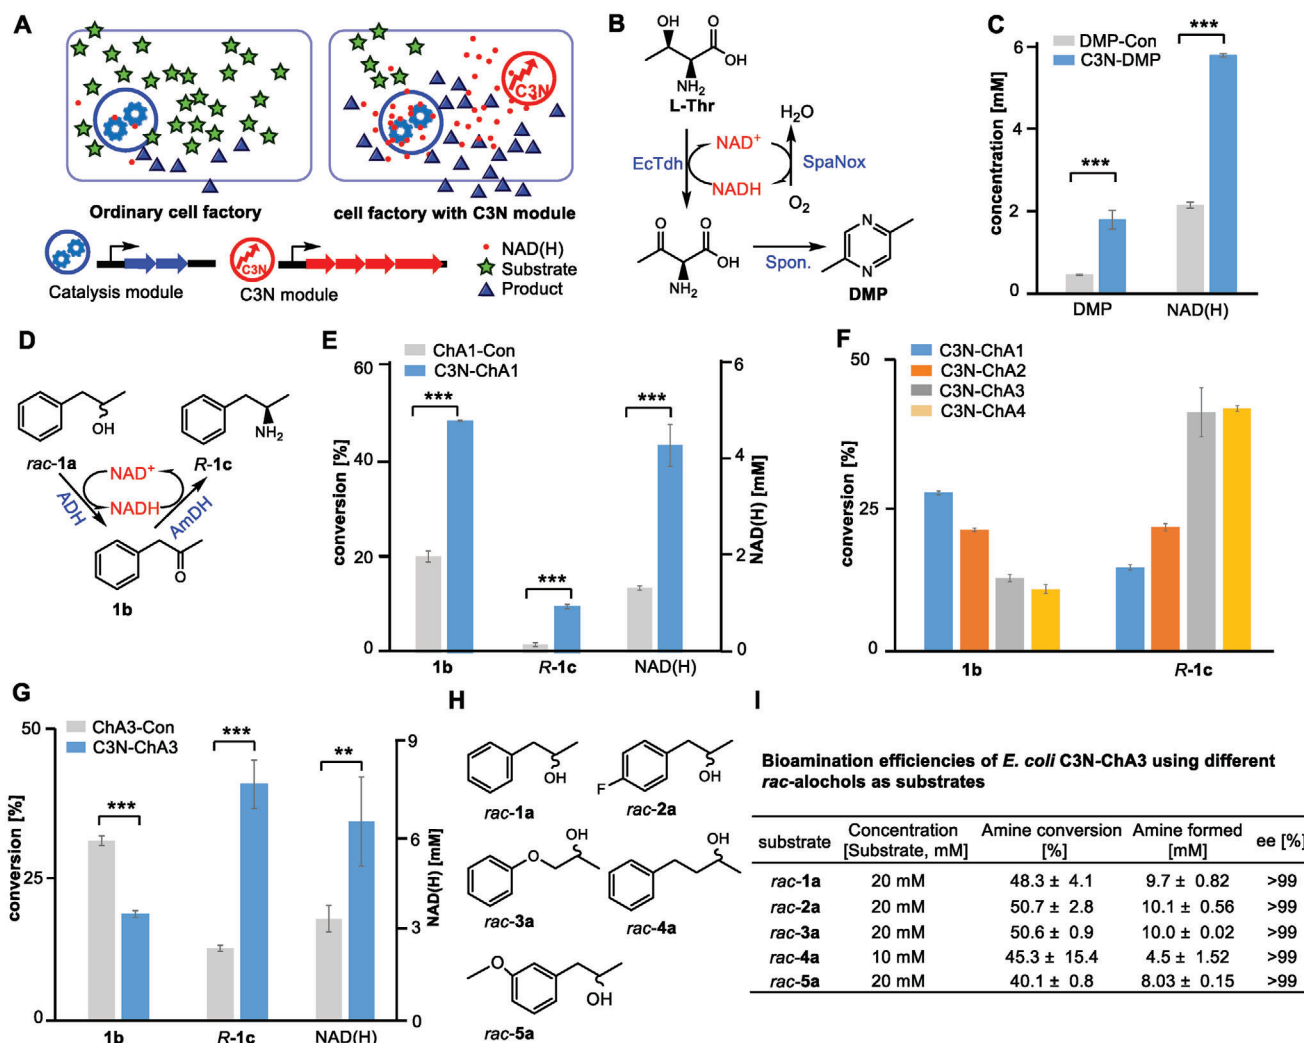 A
C3N
Ordinary cell factory
cell factory with C3N module
Catalysis module
C3N
C3N module
NAD(H)
Substrate
Product
B
OH
O
OH
NH2
L-Thr
EcTdh
NAD+
NADH
H2O
SpaNox
O2
O
O
OH
NH2
Spon.
N
N
DMP
C
DMP-Con
C3N-DMP
concentration [mM]
6
4
2
0
***
***
DMP
NAD(H)
D
OH
NH2
rac-1a
R-1c
NAD+
NADH
ADH
AmDH
O
1b
E
ChA1-Con
C3N-ChA1
conversion [%]
60
40
20
0
***
***
***
6
4
2
0
NAD(H) [mM]
1b
R-1c
NAD(H)
F
C3N-ChA1
C3N-ChA2
C3N-ChA3
C3N-ChA4
conversion [%]
50
25
0
1b
R-1c
G
ChA3-Con
C3N-ChA3
conversion [%]
50
25
0
***
***
**
9
6
3
0
NAD(H) [mM]
1b
R-1c
NAD(H)
H
OH
rac-1a
F
OH
rac-2a
O
OH
rac-3a
OH
rac-4a
O
OH
rac-5a
I
Bioamination efficiencies of E. coli C3N-ChA3 using different
rac-alochols as substrates
substrate Concentration [Substrate, mM] Amine conversion [%] Amine formed [mM] ee [%]
rac-1a 20 mM 48.3 ± 4.1 9.7 ± 0.82 >99
rac-2a 20 mM 50.7 ± 2.8 10.1 ± 0.56 >99
rac-3a 20 mM 50.6 ± 0.9 10.0 ± 0.02 >99
rac-4a 10 mM 45.3 ± 15.4 4.5 ± 1.52 >99
rac-5a 20 mM 40.1 ± 0.8 8.03 ± 0.15 >99